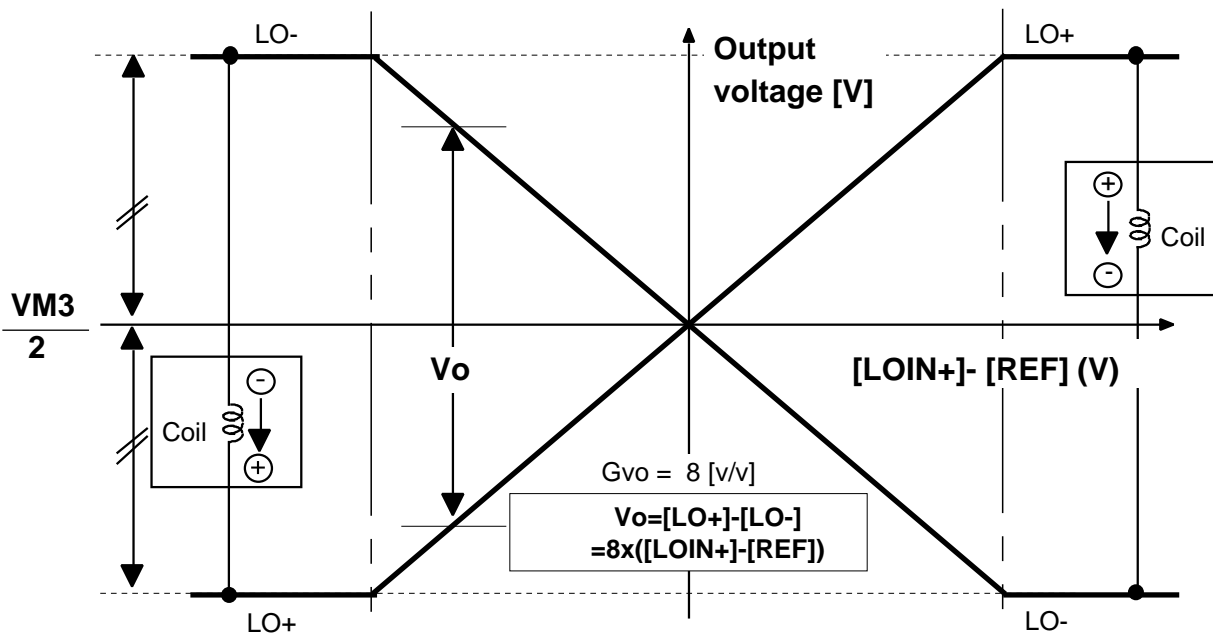 LO-
LO+
Output
voltage [V]
+
-
Coil
VM3
2
Vo
[LOIN+]- [REF] (V)
-
Coil
+
Gvo = 8 [v/v]
Vo=[LO+]-[LO-]
=8x([LOIN+]-[REF])
LO+
LO-